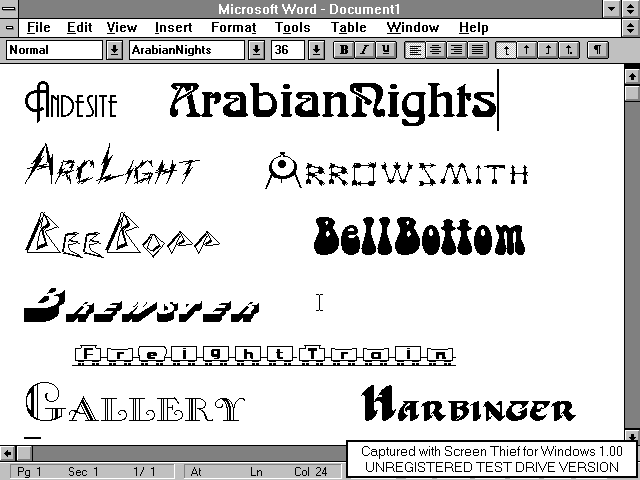 Microsoft Word - Document1
File Edit View Insert Format Tools Table Window Help
Normal ArabianNights 36 B I U
Andesite ArabianNights
ArcLight Arrowsmith
BeeBopp BellBottom
Brewster
FreightTrain
Gallery Harbinger
Pg 1 Sec 1 1/ 1 At Ln Col 24
Captured with Screen Thief for Windows 1.00
UNREGISTERED TEST DRIVE VERSION